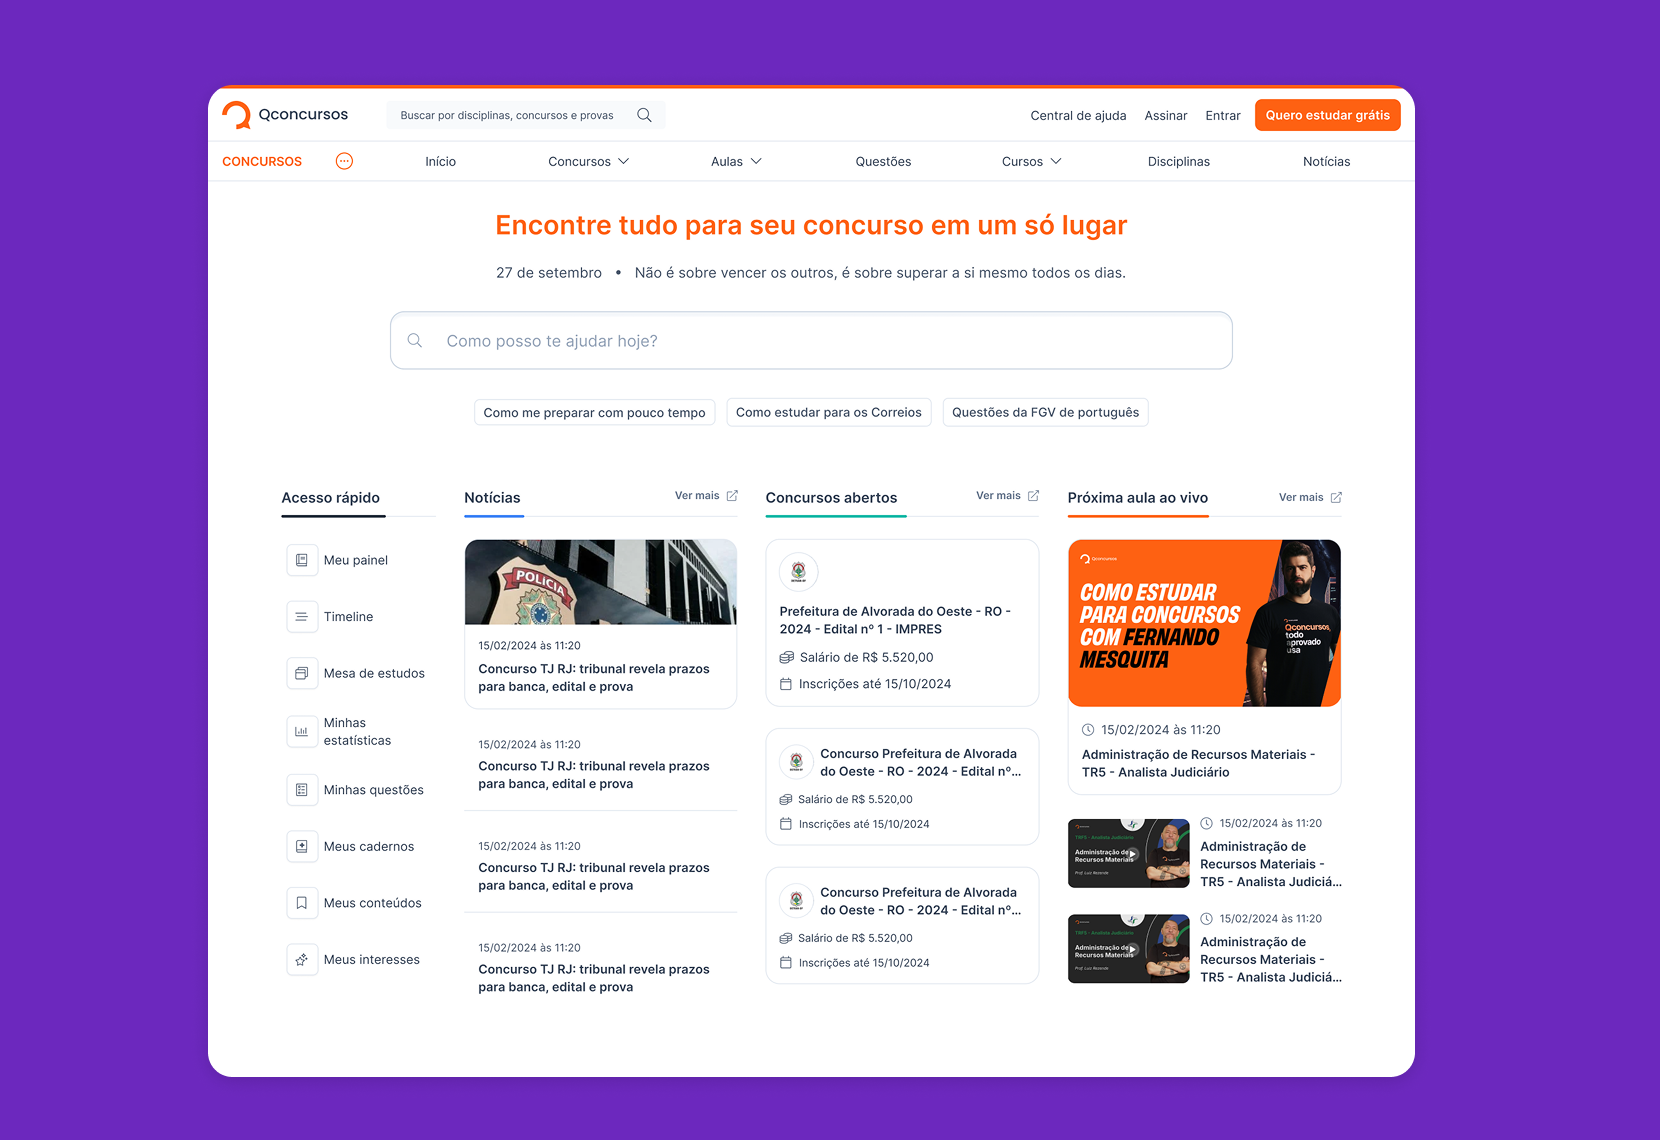 Qconcursos
Buscar por disciplinas, concursos e provas
Central de ajuda
Assinar
Entrar
Quero estudar grátis
CONCURSOS
Início
Concursos
Aulas
Questões
Cursos
Disciplinas
Notícias
Encontre tudo para seu concurso em um só lugar
27 de setembro • Não é sobre vencer os outros, é sobre superar a si mesmo todos os dias.
Como posso te ajudar hoje?
Como me preparar com pouco tempo
Como estudar para os Correios
Questões da FGV de português
Acesso rápido
Meu painel
Timeline
Mesa de estudos
Minhas
estatísticas
Minhas questões
Meus cadernos
Meus conteúdos
Meus interesses
Notícias
Ver mais
POLICIA
15/02/2024 às 11:20
Concurso TJ RJ: tribunal revela prazos
para banca, edital e prova
15/02/2024 às 11:20
Concurso TJ RJ: tribunal revela prazos
para banca, edital e prova
15/02/2024 às 11:20
Concurso TJ RJ: tribunal revela prazos
para banca, edital e prova
15/02/2024 às 11:20
Concurso TJ RJ: tribunal revela prazos
para banca, edital e prova
Concursos abertos
Ver mais
Prefeitura de Alvorada do Oeste - RO -
2024 - Edital nº 1 - IMPRES
Salário de R$ 5.520,00
Inscrições até 15/10/2024
Concurso Prefeitura de Alvorada
do Oeste - RO - 2024 - Edital nº...
Salário de R$ 5.520,00
Inscrições até 15/10/2024
Concurso Prefeitura de Alvorada
do Oeste - RO - 2024 - Edital nº...
Salário de R$ 5.520,00
Inscrições até 15/10/2024
Próxima aula ao vivo
Ver mais
Qconcursos
COMO ESTUDAR
PARA CONCURSOS
COM FERNANDO
MESQUITA
Qconcursos
todo
aprovado
usa
15/02/2024 às 11:20
Administração de Recursos Materiais -
TR5 - Analista Judiciário
TRF5 - Analista Judiciário
Administração de
Recursos Materiais
Prof. Luiz Rezende
15/02/2024 às 11:20
Administração de
Recursos Materiais -
TR5 - Analista Judiciá...
TRF5 - Analista Judiciário
Administração de
Recursos Materiais
Prof. Luiz Rezende
15/02/2024 às 11:20
Administração de
Recursos Materiais -
TR5 - Analista Judiciá...